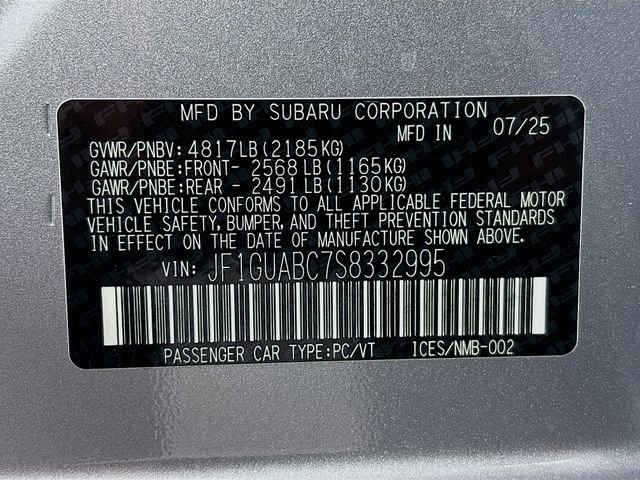 MFD BY SUBARU CORPORATION
MFD IN 07/25
GVWR/PNBV: 4817LB(2185KG)
GAWR/PNBE:FRONT- 2568LB(1165KG)
GAWR/PNBE:REAR - 2491LB(1130KG)
THIS VEHICLE CONFORMS TO ALL APPLICABLE FEDERAL MOTOR
VEHICLE SAFETY, BUMPER, AND THEFT PREVENTION STANDARDS
IN EFFECT ON THE DATE OF MANUFACTURE SHOWN ABOVE.
VIN: JF1GUABC7S8332995
PASSENGER CAR TYPE:PC/VT ICES/NMB-002